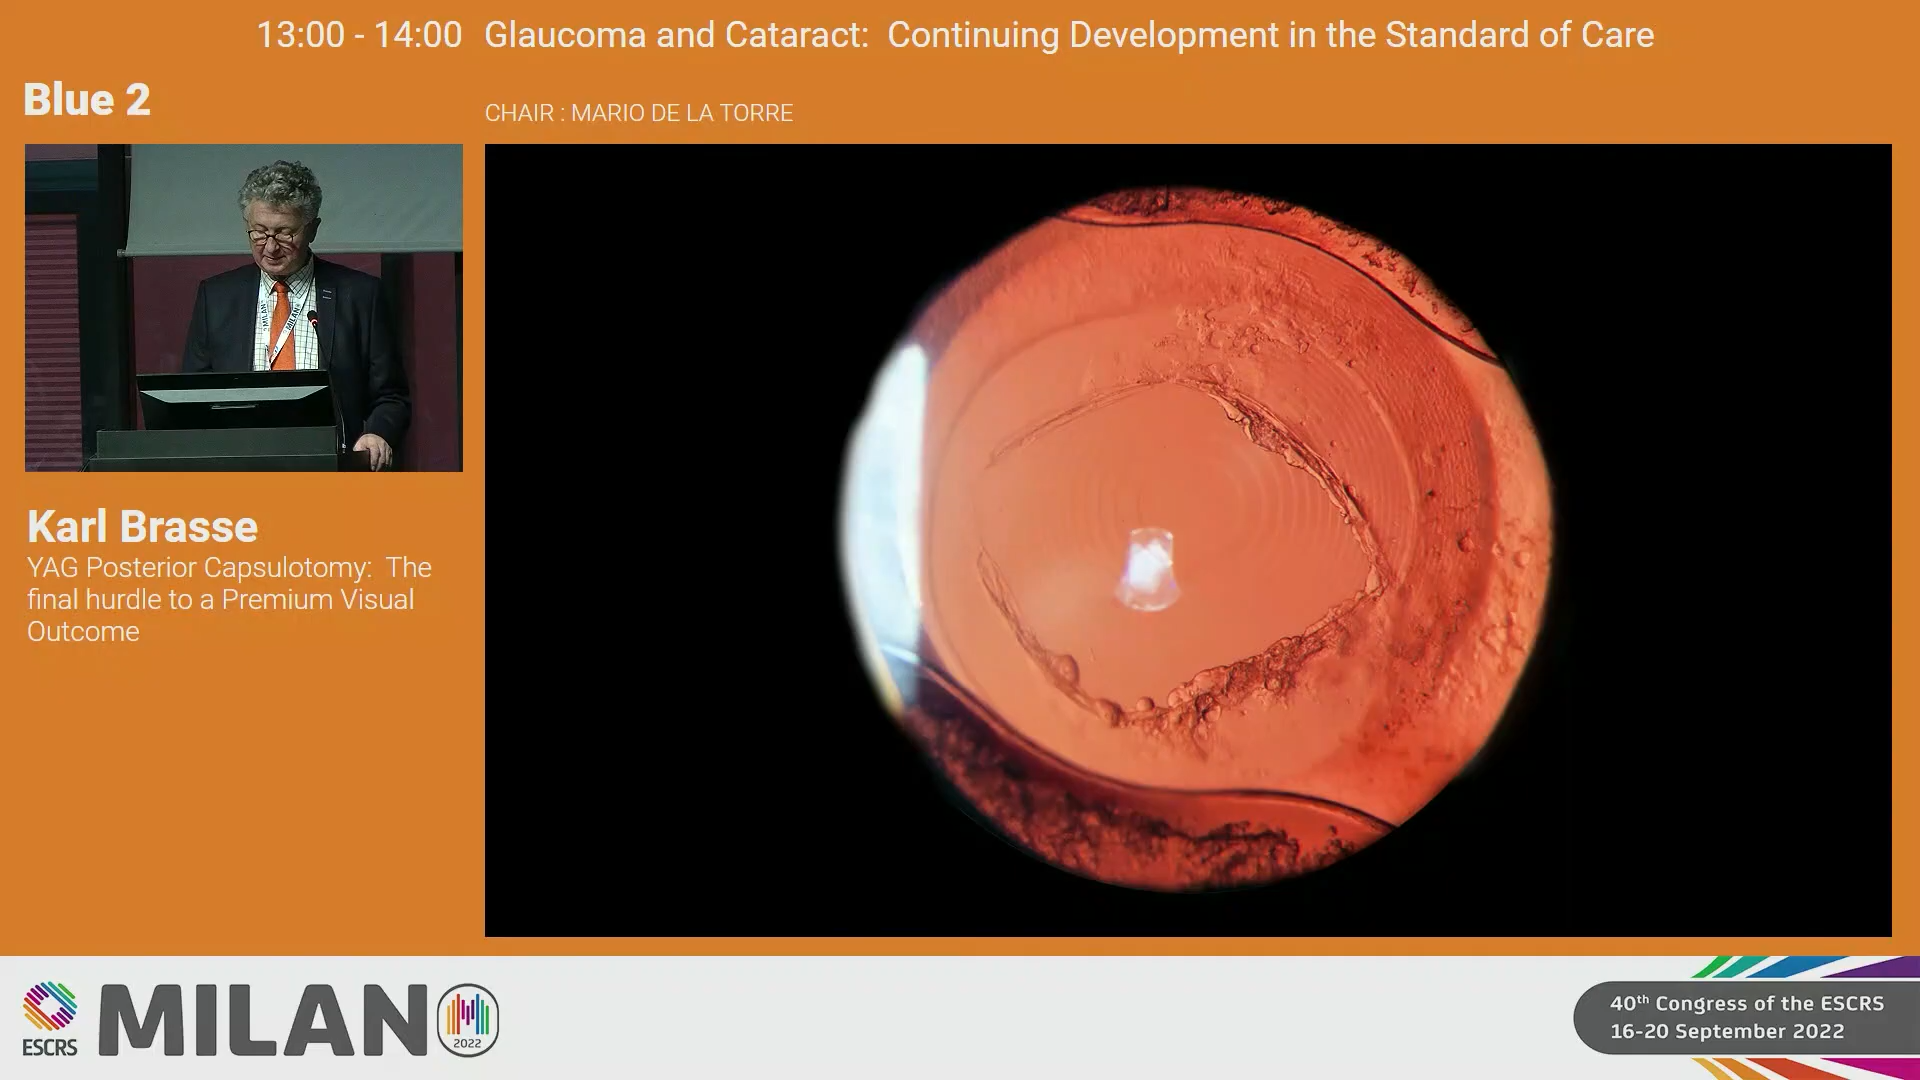 13:00 - 14:00 Glaucoma and Cataract: Continuing Development in the Standard of Care
Blue 2
CHAIR : MARIO DE LA TORRE
MILAN
MILAN
Karl Brasse
YAG Posterior Capsulotomy: The
final hurdle to a Premium Visual
Outcome
ESCRS
MILAN
2022
40th Congress of the ESCRS
16-20 September 2022